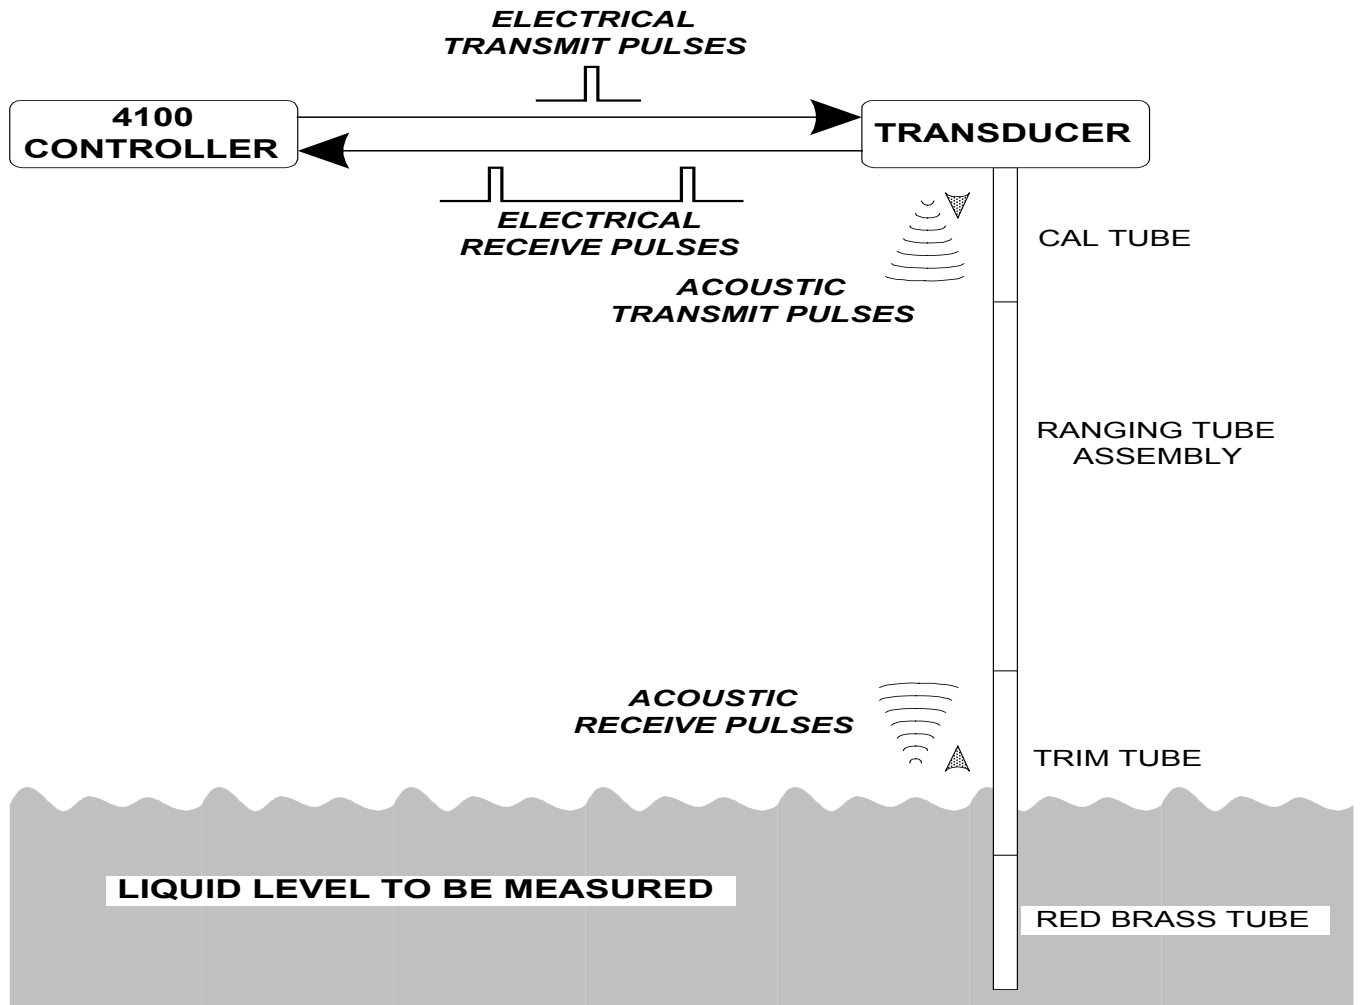 ELECTRICAL
TRANSMIT PULSES
4100
CONTROLLER
TRANSDUCER
ELECTRICAL
RECEIVE PULSES
CAL TUBE
ACOUSTIC
TRANSMIT PULSES
RANGING TUBE
ASSEMBLY
ACOUSTIC
RECEIVE PULSES
TRIM TUBE
LIQUID LEVEL TO BE MEASURED
RED BRASS TUBE